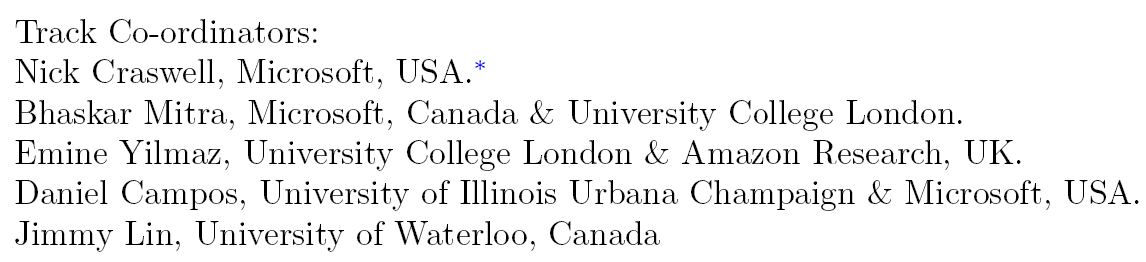 Track Co-ordinators:
Nick Craswell, Microsoft, USA.*
Bhaskar Mitra, Microsoft, Canada & University College London.
Emine Yilmaz, University College London & Amazon Research, UK.
Daniel Campos, University of Illinois Urbana Champaign & Microsoft, USA.
Jimmy Lin, University of Waterloo, Canada